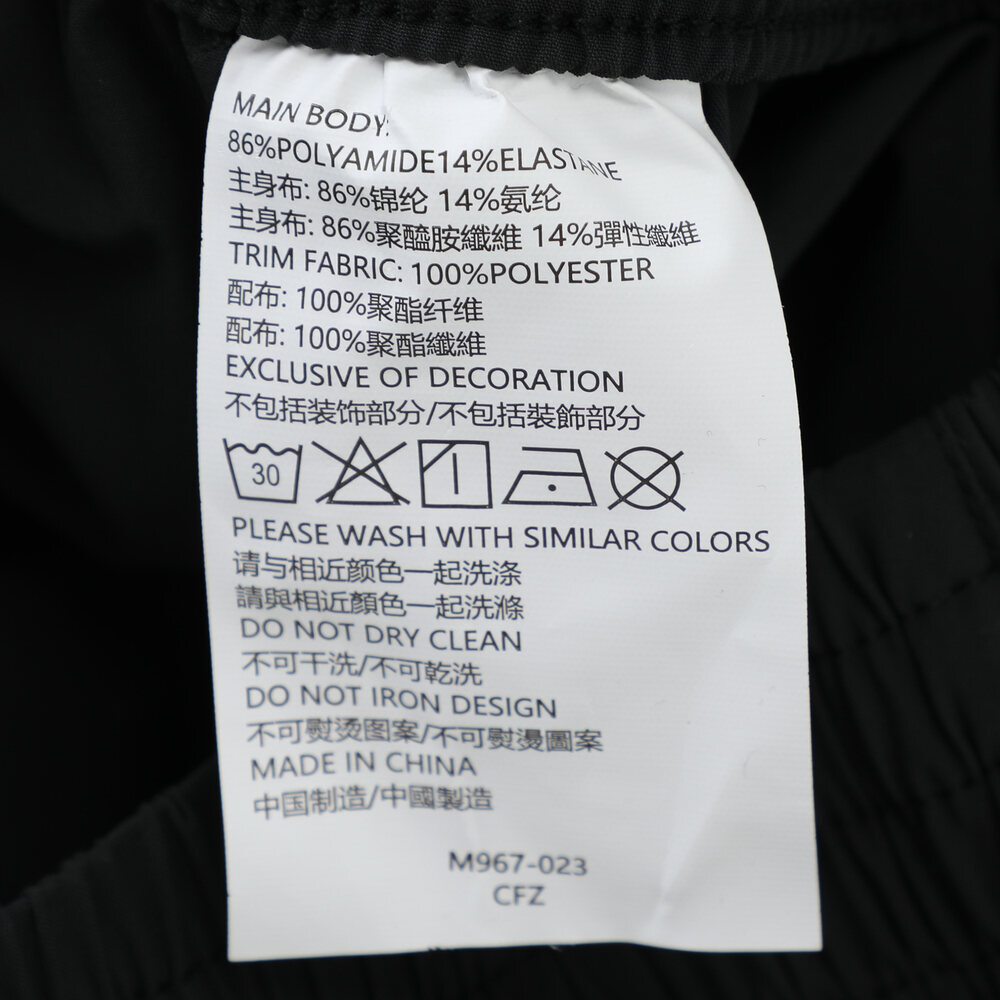 MAIN BODY:
86%POLYAMIDE14%ELASTANE
主身布: 86%锦纶 14%氨纶
主身布: 86%聚醯胺纖維 14%彈性纖維
TRIM FABRIC: 100%POLYESTER
配布: 100%聚酯纤维
配布: 100%聚酯纖維
EXCLUSIVE OF DECORATION
不包括装饰部分/不包括裝飾部分
30
PLEASE WASH WITH SIMILAR COLORS
请与相近颜色一起洗涤
請與相近顏色一起洗滌
DO NOT DRY CLEAN
不可干洗/不可乾洗
DO NOT IRON DESIGN
不可熨烫图案/不可熨燙圖案
MADE IN CHINA
中国制造/中國製造
M967-023
CFZ